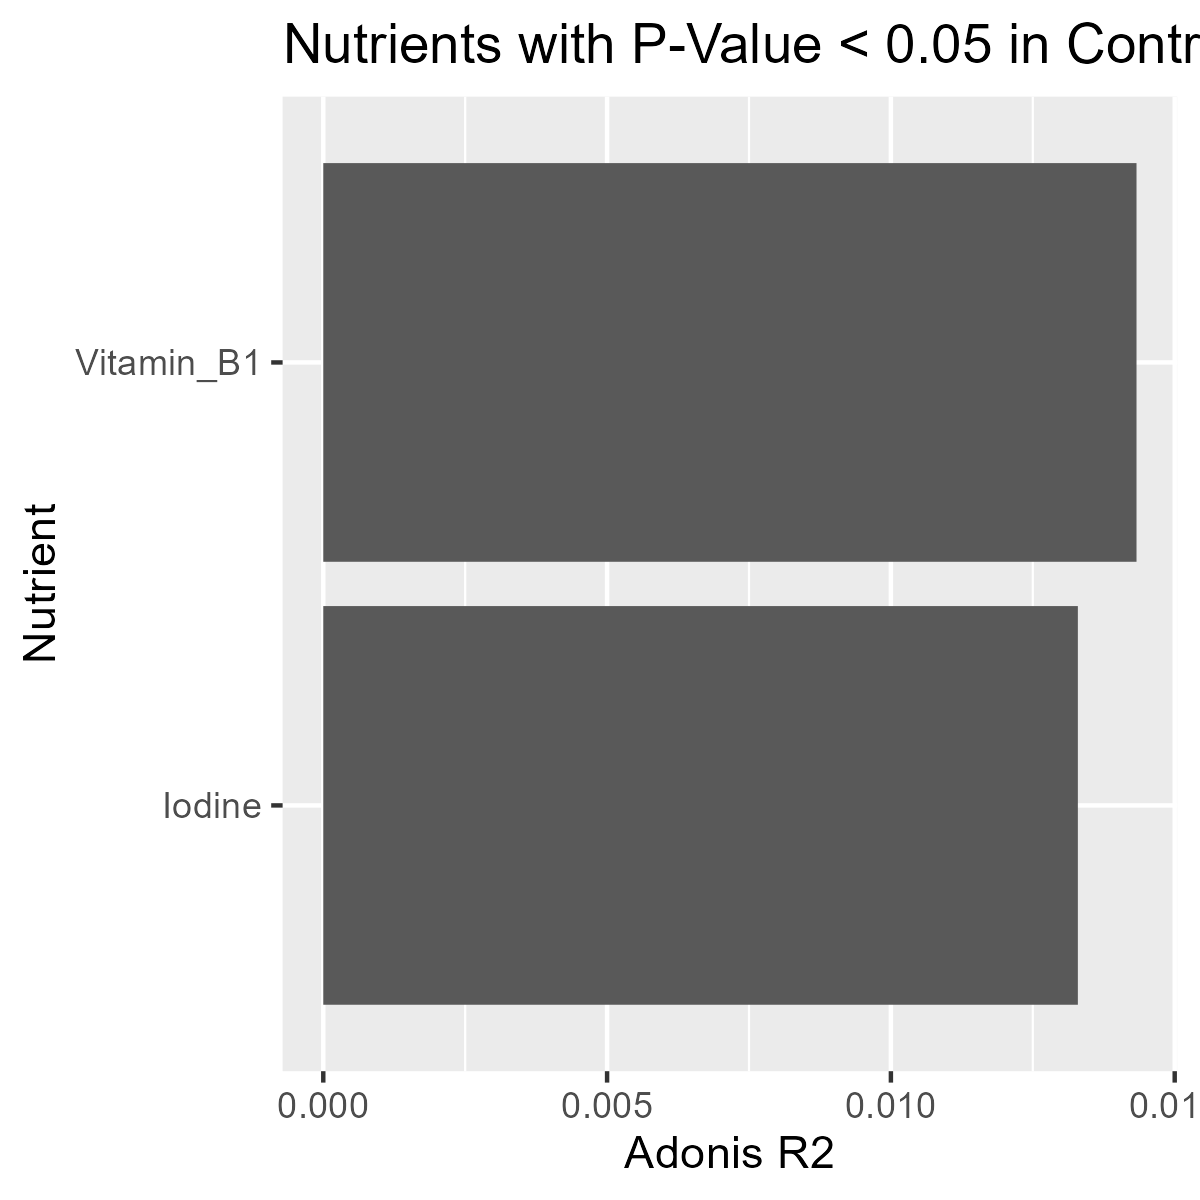 Nutrients with P-Value < 0.05 in Contr
Vitamin_B1
Iodine
Nutrient
0.000 0.005 0.010 0.01
Adonis R2